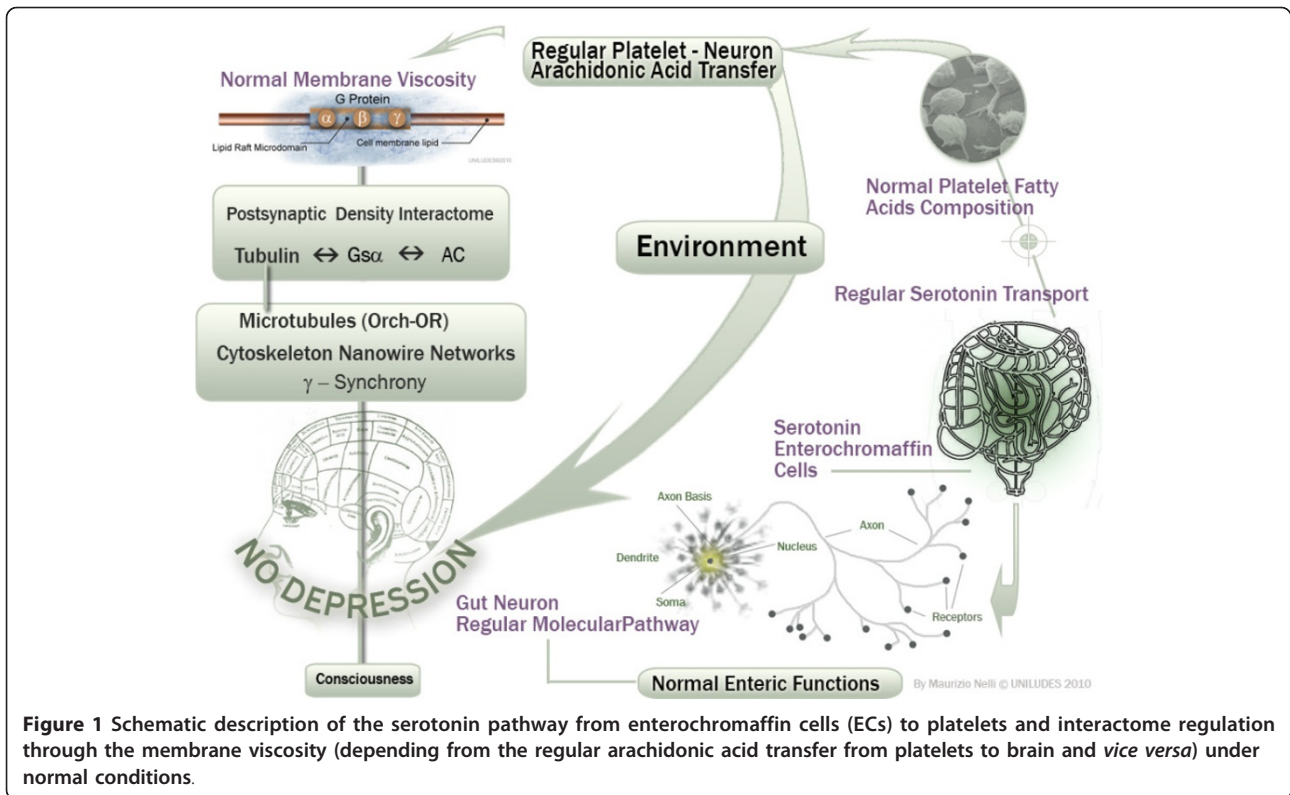 Regular Platelet - Neuron
Arachidonic Acid Transfer
Normal Membrane Viscosity
G Protein
α β γ
Lipid Raft Microdomain
Cell membrane lipid
Postsynaptic Density Interactome
Tubulin ↔ Gsα ↔ AC
Microtubules (Orch-OR)
Cytoskeleton Nanowire Networks
γ – Synchrony
NO DEPRESSION
Consciousness
Environment
Normal Platelet Fatty
Acids Composition
Regular Serotonin Transport
Serotonin
Enterochromaffin
Cells
Axon Basis
Axon
Nucleus
Dendrite
Soma
Receptors
Gut Neuron
Regular MolecularPathway
Normal Enteric Functions
By Maurizio Nelli © UNILUDES 2010
Figure 1 Schematic description of the serotonin pathway from enterochromaffin cells (ECs) to platelets and interactome regulation
through the membrane viscosity (depending from the regular arachidonic acid transfer from platelets to brain and vice versa) under
normal conditions.